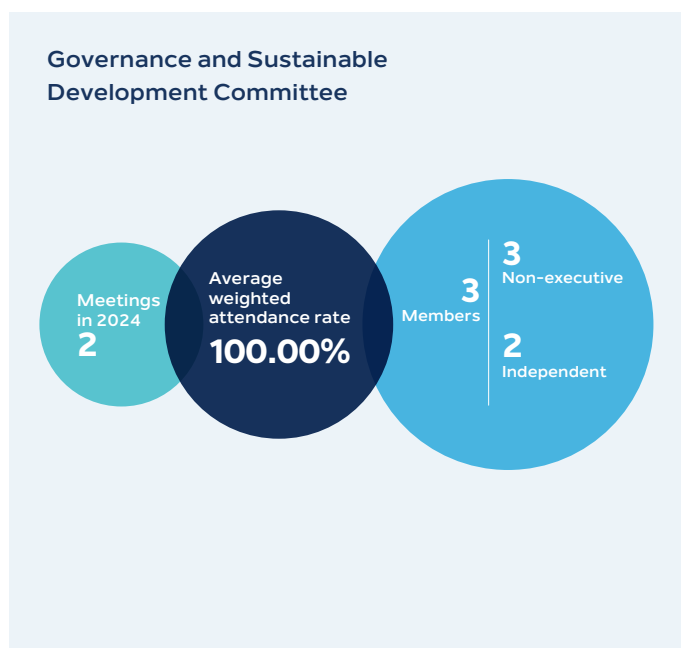 Governance and Sustainable
Development Committee
Meetings
in 2024
2
Average
weighted
attendance rate
100.00%
3
Members
3
Non-executive
2
Independent